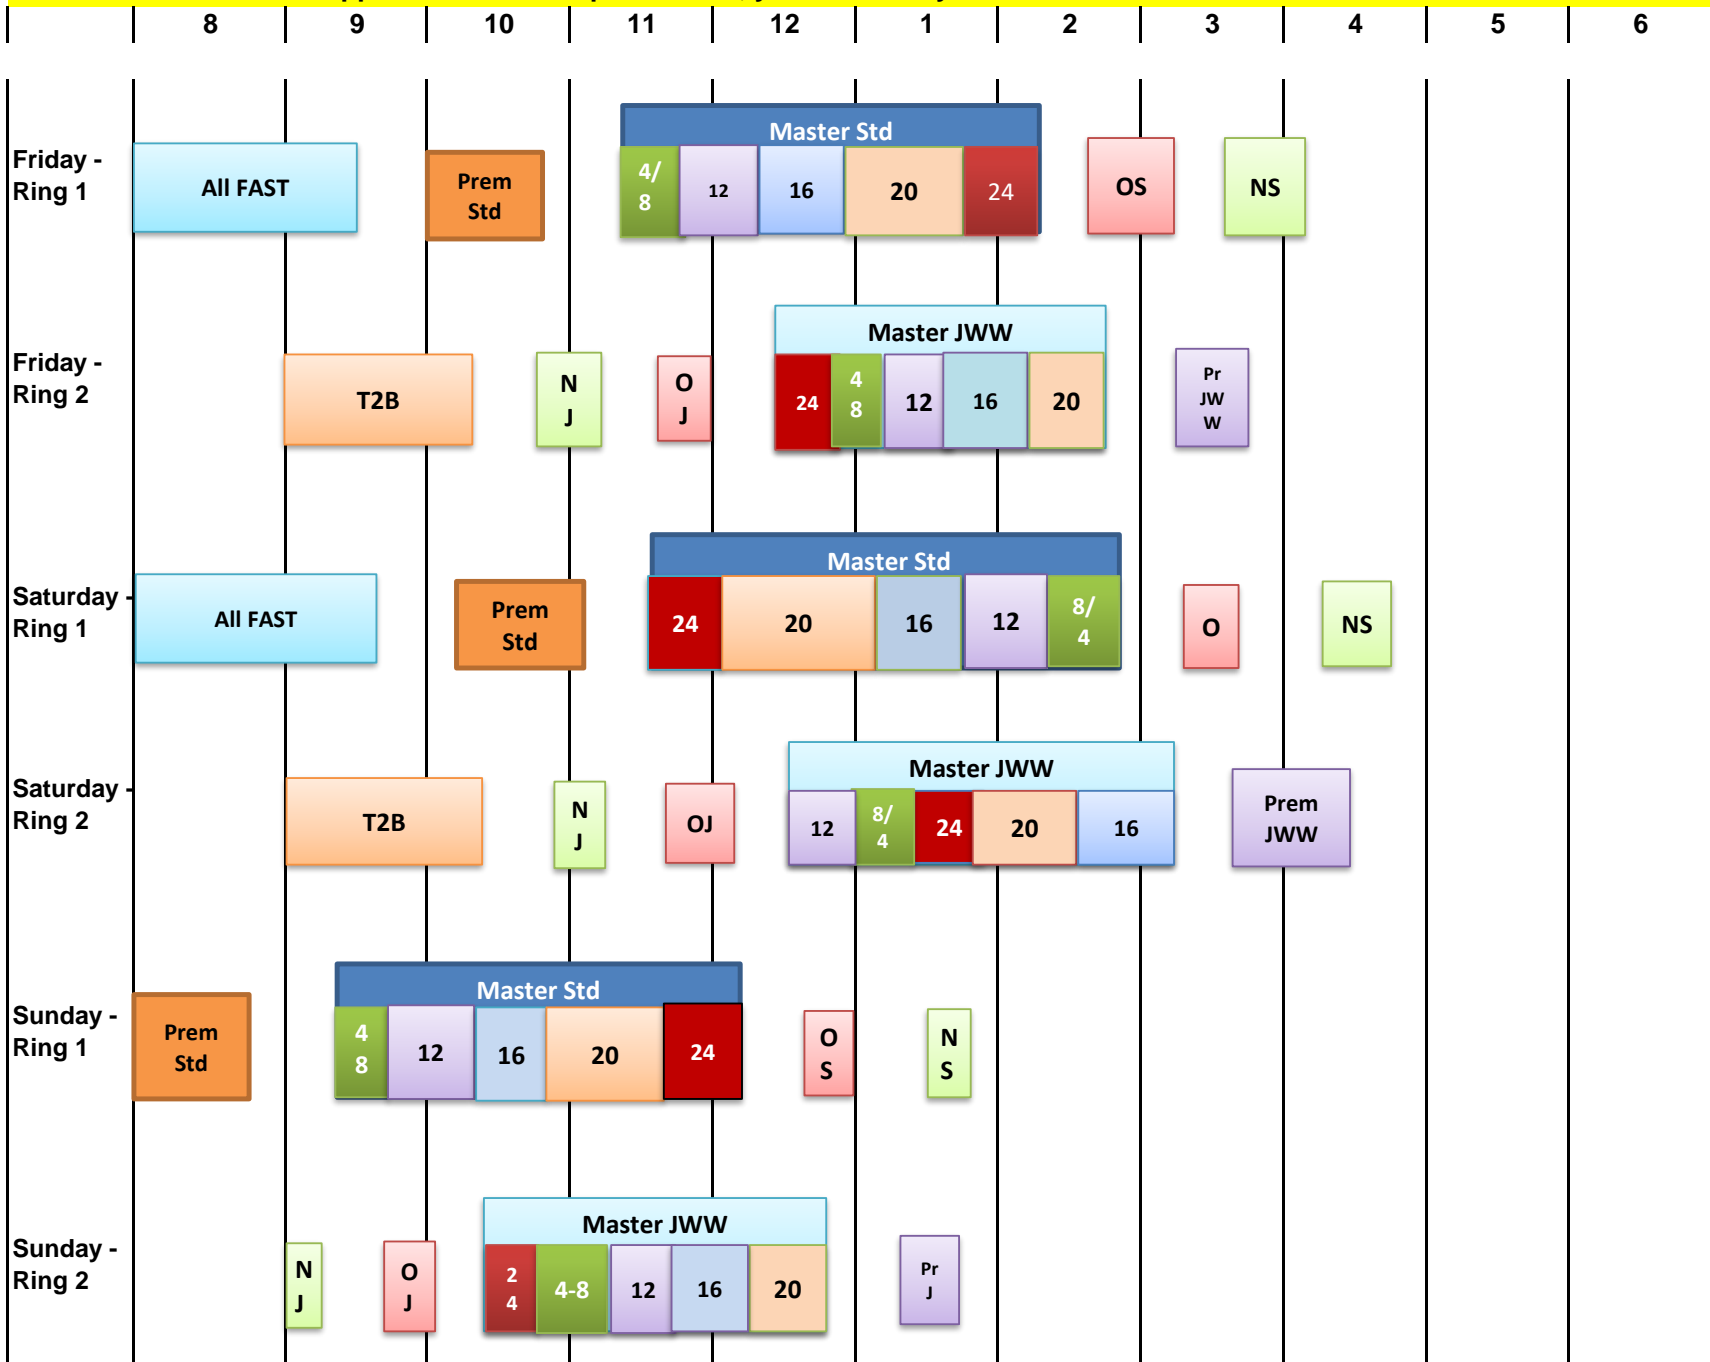 8 9 10 11 12 1 2 3 4 5 6
Friday -
Ring 1
All FAST
Prem
Std
Master Std
4/
8
12
16
20
24
OS
NS
Friday -
Ring 2
T2B
N
J
O
J
Master JWW
24
4
8
12
16
20
Pr
JW
W
Saturday -
Ring 1
All FAST
Prem
Std
Master Std
24
20
16
12
8/
4
O
NS
Saturday -
Ring 2
T2B
N
J
OJ
Master JWW
12
8/
4
24
20
16
Prem
JWW
Sunday -
Ring 1
Prem
Std
Master Std
4
8
12
16
20
24
O
S
N
S
Sunday -
Ring 2
N
J
O
J
Master JWW
2
4
4-8
12
16
20
Pr
J